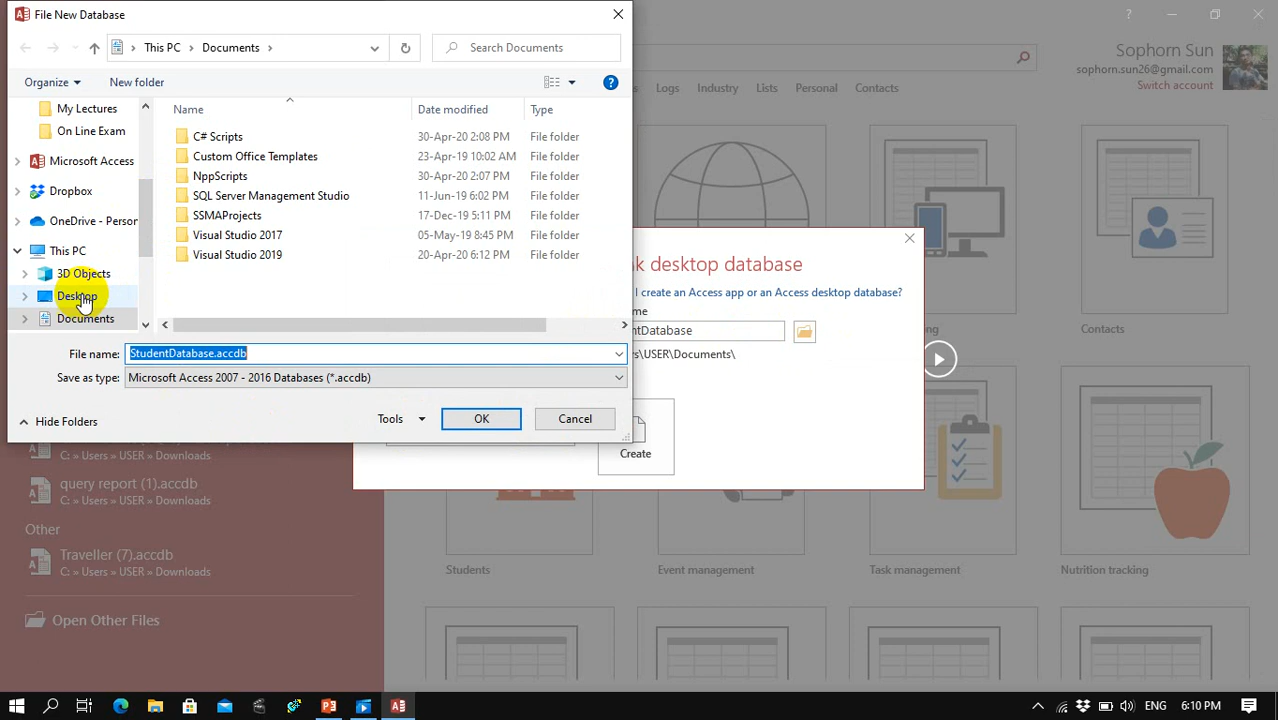 File New Database
This PC > Documents >
Search Documents
Organize
New folder
My Lectures
On Line Exam
Microsoft Access
Dropbox
OneDrive - Person
This PC
3D Objects
Desktop
Documents
Name
Date modified
Type
C# Scripts 30-Apr-20 2:08 PM File folder
Custom Office Templates 23-Apr-19 10:02 AM File folder
NppScripts 30-Apr-20 2:07 PM File folder
SQL Server Management Studio 11-Jun-19 6:02 PM File folder
SSMAProjects 17-Dec-19 5:11 PM File folder
Visual Studio 2017 05-May-19 8:45 PM File folder
Visual Studio 2019 20-Apr-20 6:12 PM File folder
File name: StudentDatabase.accdb
Save as type: Microsoft Access 2007 - 2016 Databases (*.accdb)
Hide Folders
Tools
OK
Cancel
Sophorn Sun
sophorn.sun26@gmail.com
Switch account
Logs
Industry
Lists
Personal
Contacts
k desktop database
I create an Access app or an Access desktop database?
me
ntDatabase
s\USER\Documents\
Create
Contacts
C: » Users » USER » Downloads
query report (1).accdb
C: » Users » USER » Downloads
Other
Traveller (7).accdb
C: » Users » USER » Downloads
Open Other Files
Students
Event management
Task management
Nutrition tracking
ENG
6:10 PM